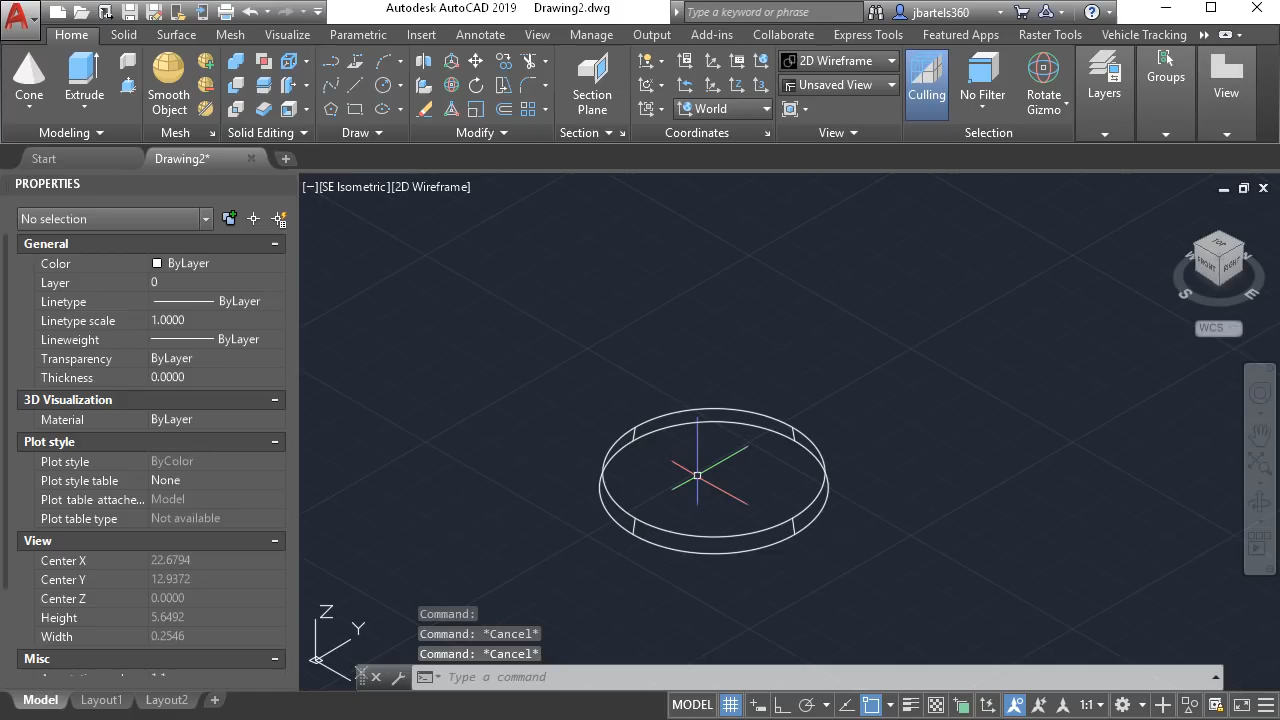 Autodesk AutoCAD 2019 Drawing2.dwg
Type a keyword or phrase
jbartels360
Home Solid Surface Mesh Visualize Parametric Insert Annotate View Manage Output Add-ins Collaborate Express Tools Featured Apps Raster Tools Vehicle Tracking
Cone
Extrude
Smooth
Object
Section
Plane
2D Wireframe
Unsaved View
World
Culling
No Filter
Rotate
Gizmo
Layers
Groups
View
Modeling Mesh Solid Editing Draw Modify Section Coordinates View Selection
Start
Drawing2*
PROPERTIES
[−][SE Isometric][2D Wireframe]
No selection
General
Color ByLayer
Layer 0
Linetype ByLayer
Linetype scale 1.0000
Lineweight ByLayer
Transparency ByLayer
Thickness 0.0000
3D Visualization
Material ByLayer
Plot style
Plot style ByColor
Plot style table None
Plot table attache... Model
Plot table type Not available
View
Center X 22.6794
Center Y 12.9372
Center Z 0.0000
Height 5.6492
Width 0.2546
Misc
TOP
FRONT
RIGHT
S
E
WCS
Z
Y
X
Command:
Command: *Cancel*
Command: *Cancel*
Type a command
Model Layout1 Layout2
MODEL
1:1